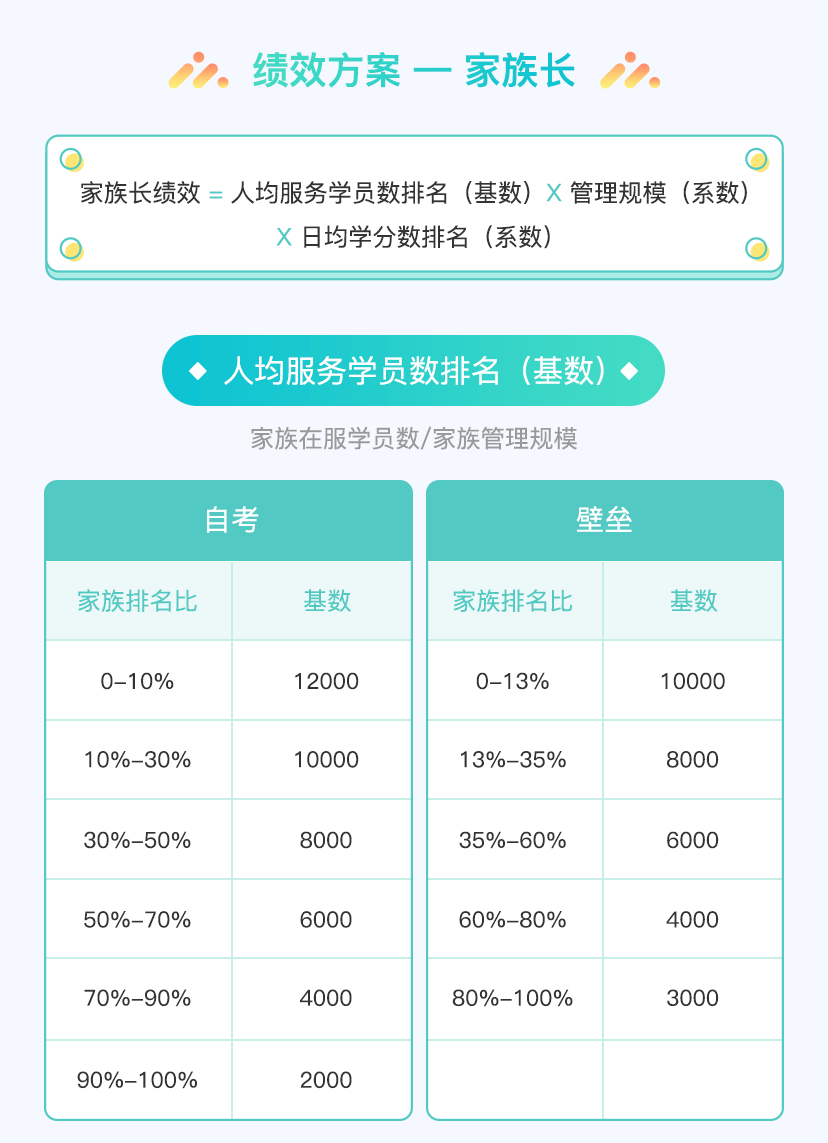 绩效方案 — 家族长
家族长绩效 = 人均服务学员数排名（基数）X 管理规模（系数）
X 日均学分数排名（系数）
人均服务学员数排名（基数）
家族在服学员数/家族管理规模
自考
家族排名比 基数
0–10% 12000
10%–30% 10000
30%–50% 8000
50%–70% 6000
70%–90% 4000
90%–100% 2000
壁垒
家族排名比 基数
0–13% 10000
13%–35% 8000
35%–60% 6000
60%–80% 4000
80%–100% 3000